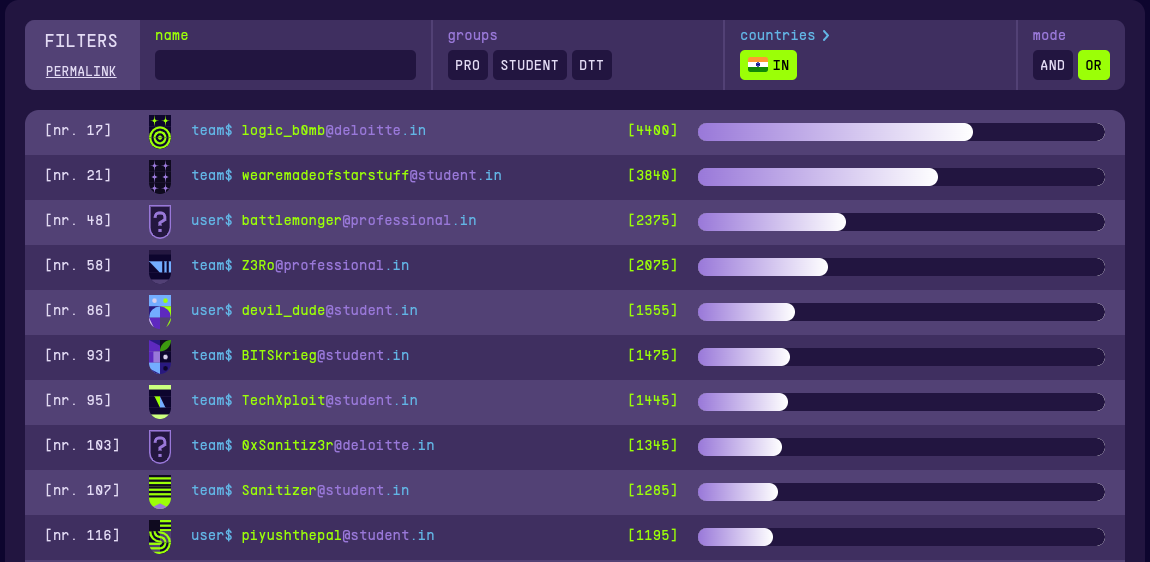 FILTERS name groups countries > mode
PERMALINK PRO STUDENT DTT IN AND OR
[nr. 17] team$ logic_b0mb@deloitte.in [4400]
[nr. 21] team$ wearemadeofstarstuff@student.in [3840]
[nr. 48] ? user$ battlemonger@professional.in [2375]
[nr. 58] team$ Z3Ro@professional.in [2075]
[nr. 86] user$ devil_dude@student.in [1555]
[nr. 93] team$ BITSkrieg@student.in [1475]
[nr. 95] team$ TechXploit@student.in [1445]
[nr. 103] ? team$ 0xSanitiz3r@deloitte.in [1345]
[nr. 107] team$ Sanitizer@student.in [1285]
[nr. 116] user$ piyushthepal@student.in [1195]